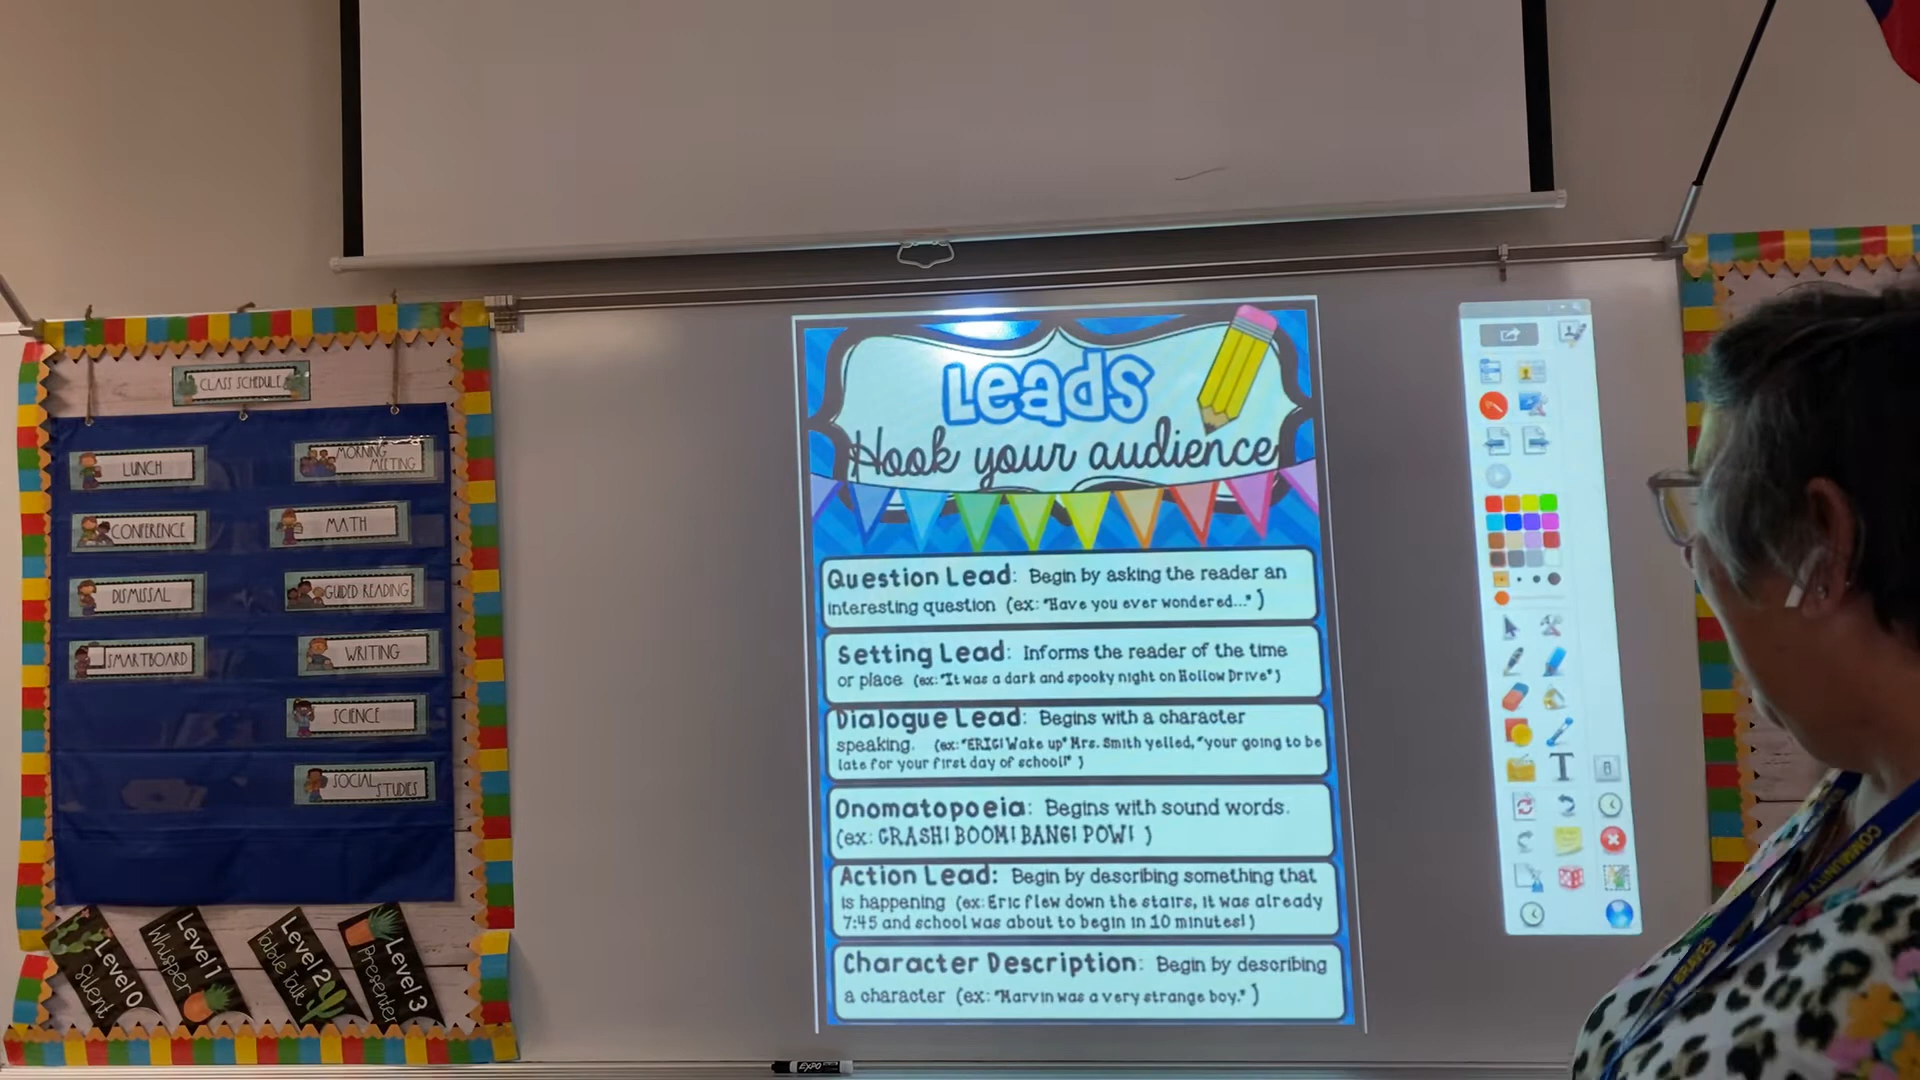 CLASS SCHEDULE
LUNCH
CONFERENCE
DISMISSAL
SMARTBOARD
MORNING
MEETING
MATH
GUIDED READING
WRITING
SCIENCE
SOCIAL
STUDIES
Level 0
Silent
Level 1
Whisper
Level 2
Table Talk
Level 3
Presenter
Leads
Hook your audience
Question Lead: Begin by asking the reader an
interesting question (ex: "Have you ever wondered..." )
Setting Lead: Informs the reader of the time
or place (ex: "It was a dark and spooky night on Hollow Drive")
Dialogue Lead: Begins with a character
speaking. (ex: "ERIC! Wake up" Mrs. Smith yelled, "your going to be
late for your first day of school!" )
Onomatopoeia: Begins with sound words.
(ex: CRASH! BOOM! BANG! POW! )
Action Lead: Begin by describing something that
is happening (ex: Eric flew down the stairs, it was already
7:45 and school was about to begin in 10 minutes! )
Character Description: Begin by describing
a character (ex: "Marvin was a very strange boy." )
T
EXPO
COMMUNITY